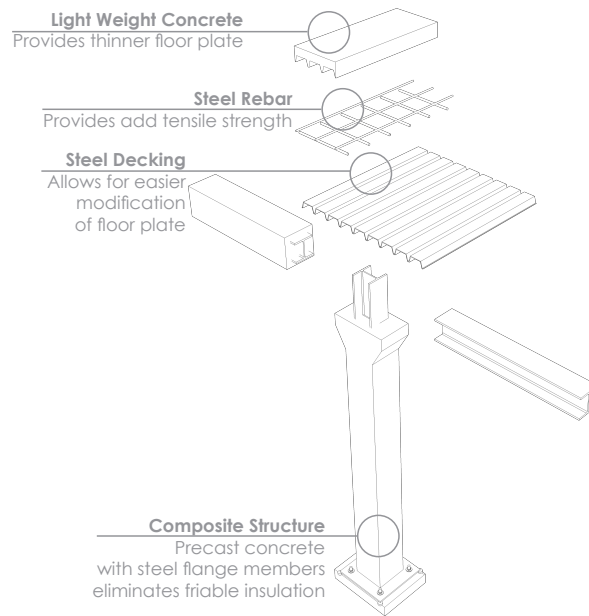 Light Weight Concrete
Provides thinner floor plate
Steel Rebar
Provides add tensile strength
Steel Decking
Allows for easier
modification
of floor plate
Composite Structure
Precast concrete
with steel flange members
eliminates friable insulation